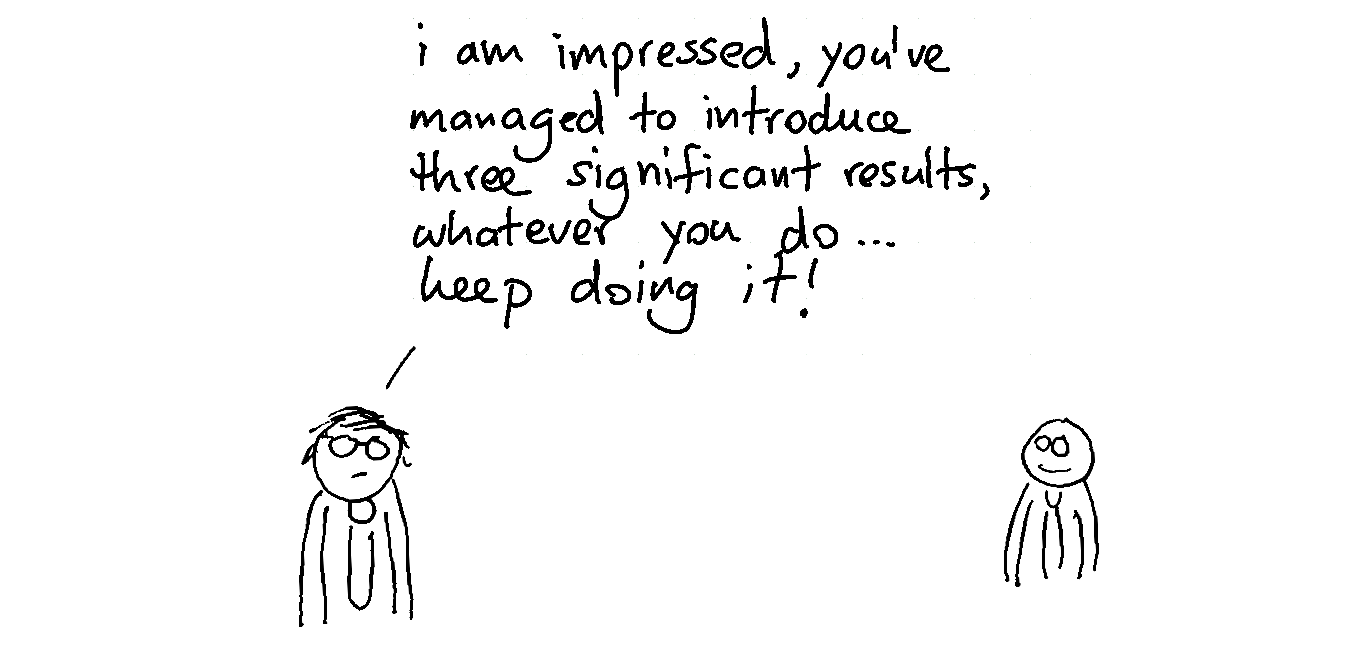 i am impressed, you've
managed to introduce
three significant results,
whatever you do...
keep doing it!